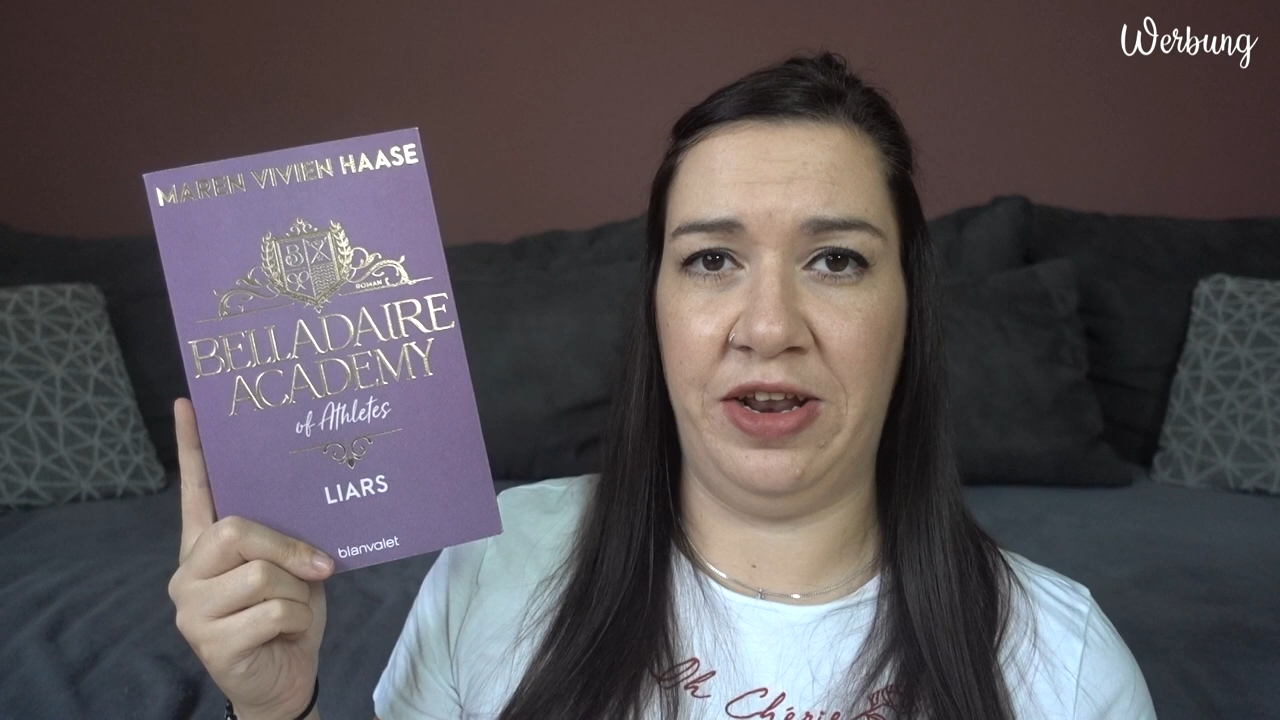 Werbung
MAREN VIVIEN HAASE
B
ROMAN
BELLADAIRE
ACADEMY
of Athletes
LIARS
blanvalet
Oh Chérie